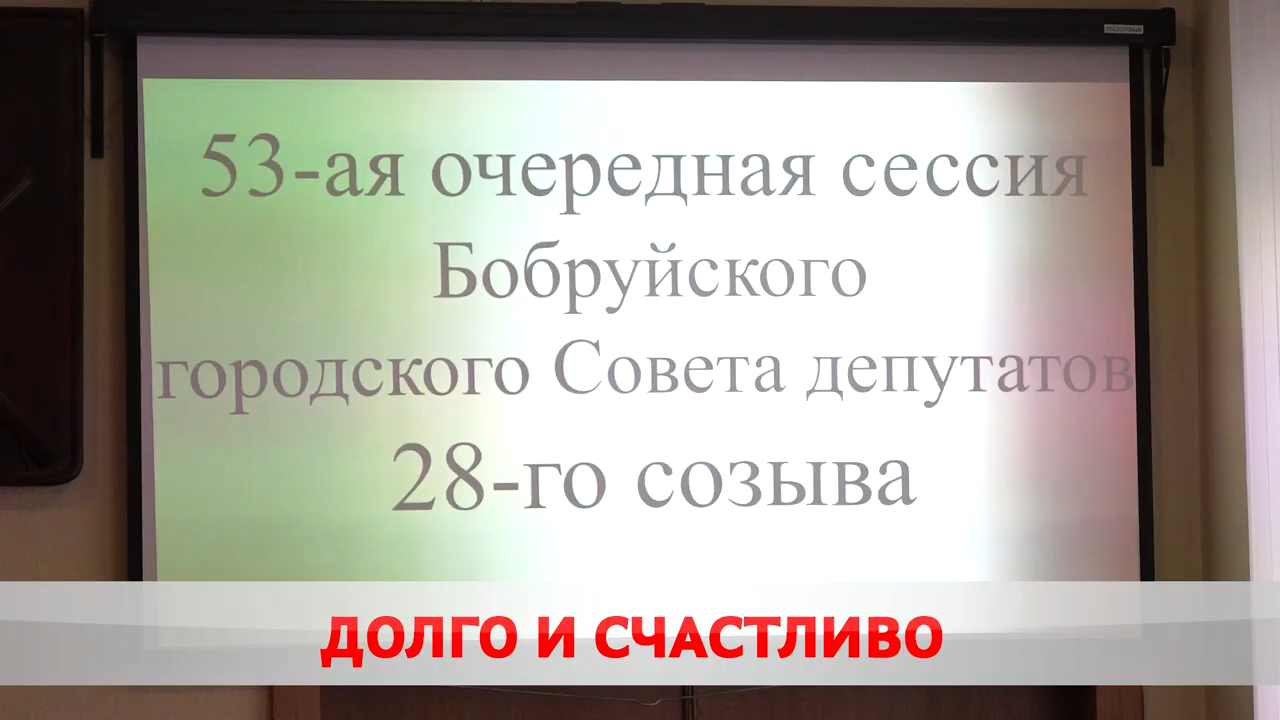 53-ая очередная сессия
Бобруйского
городского Совета депутатов
28-го созыва
ДОЛГО И СЧАСТЛИВО